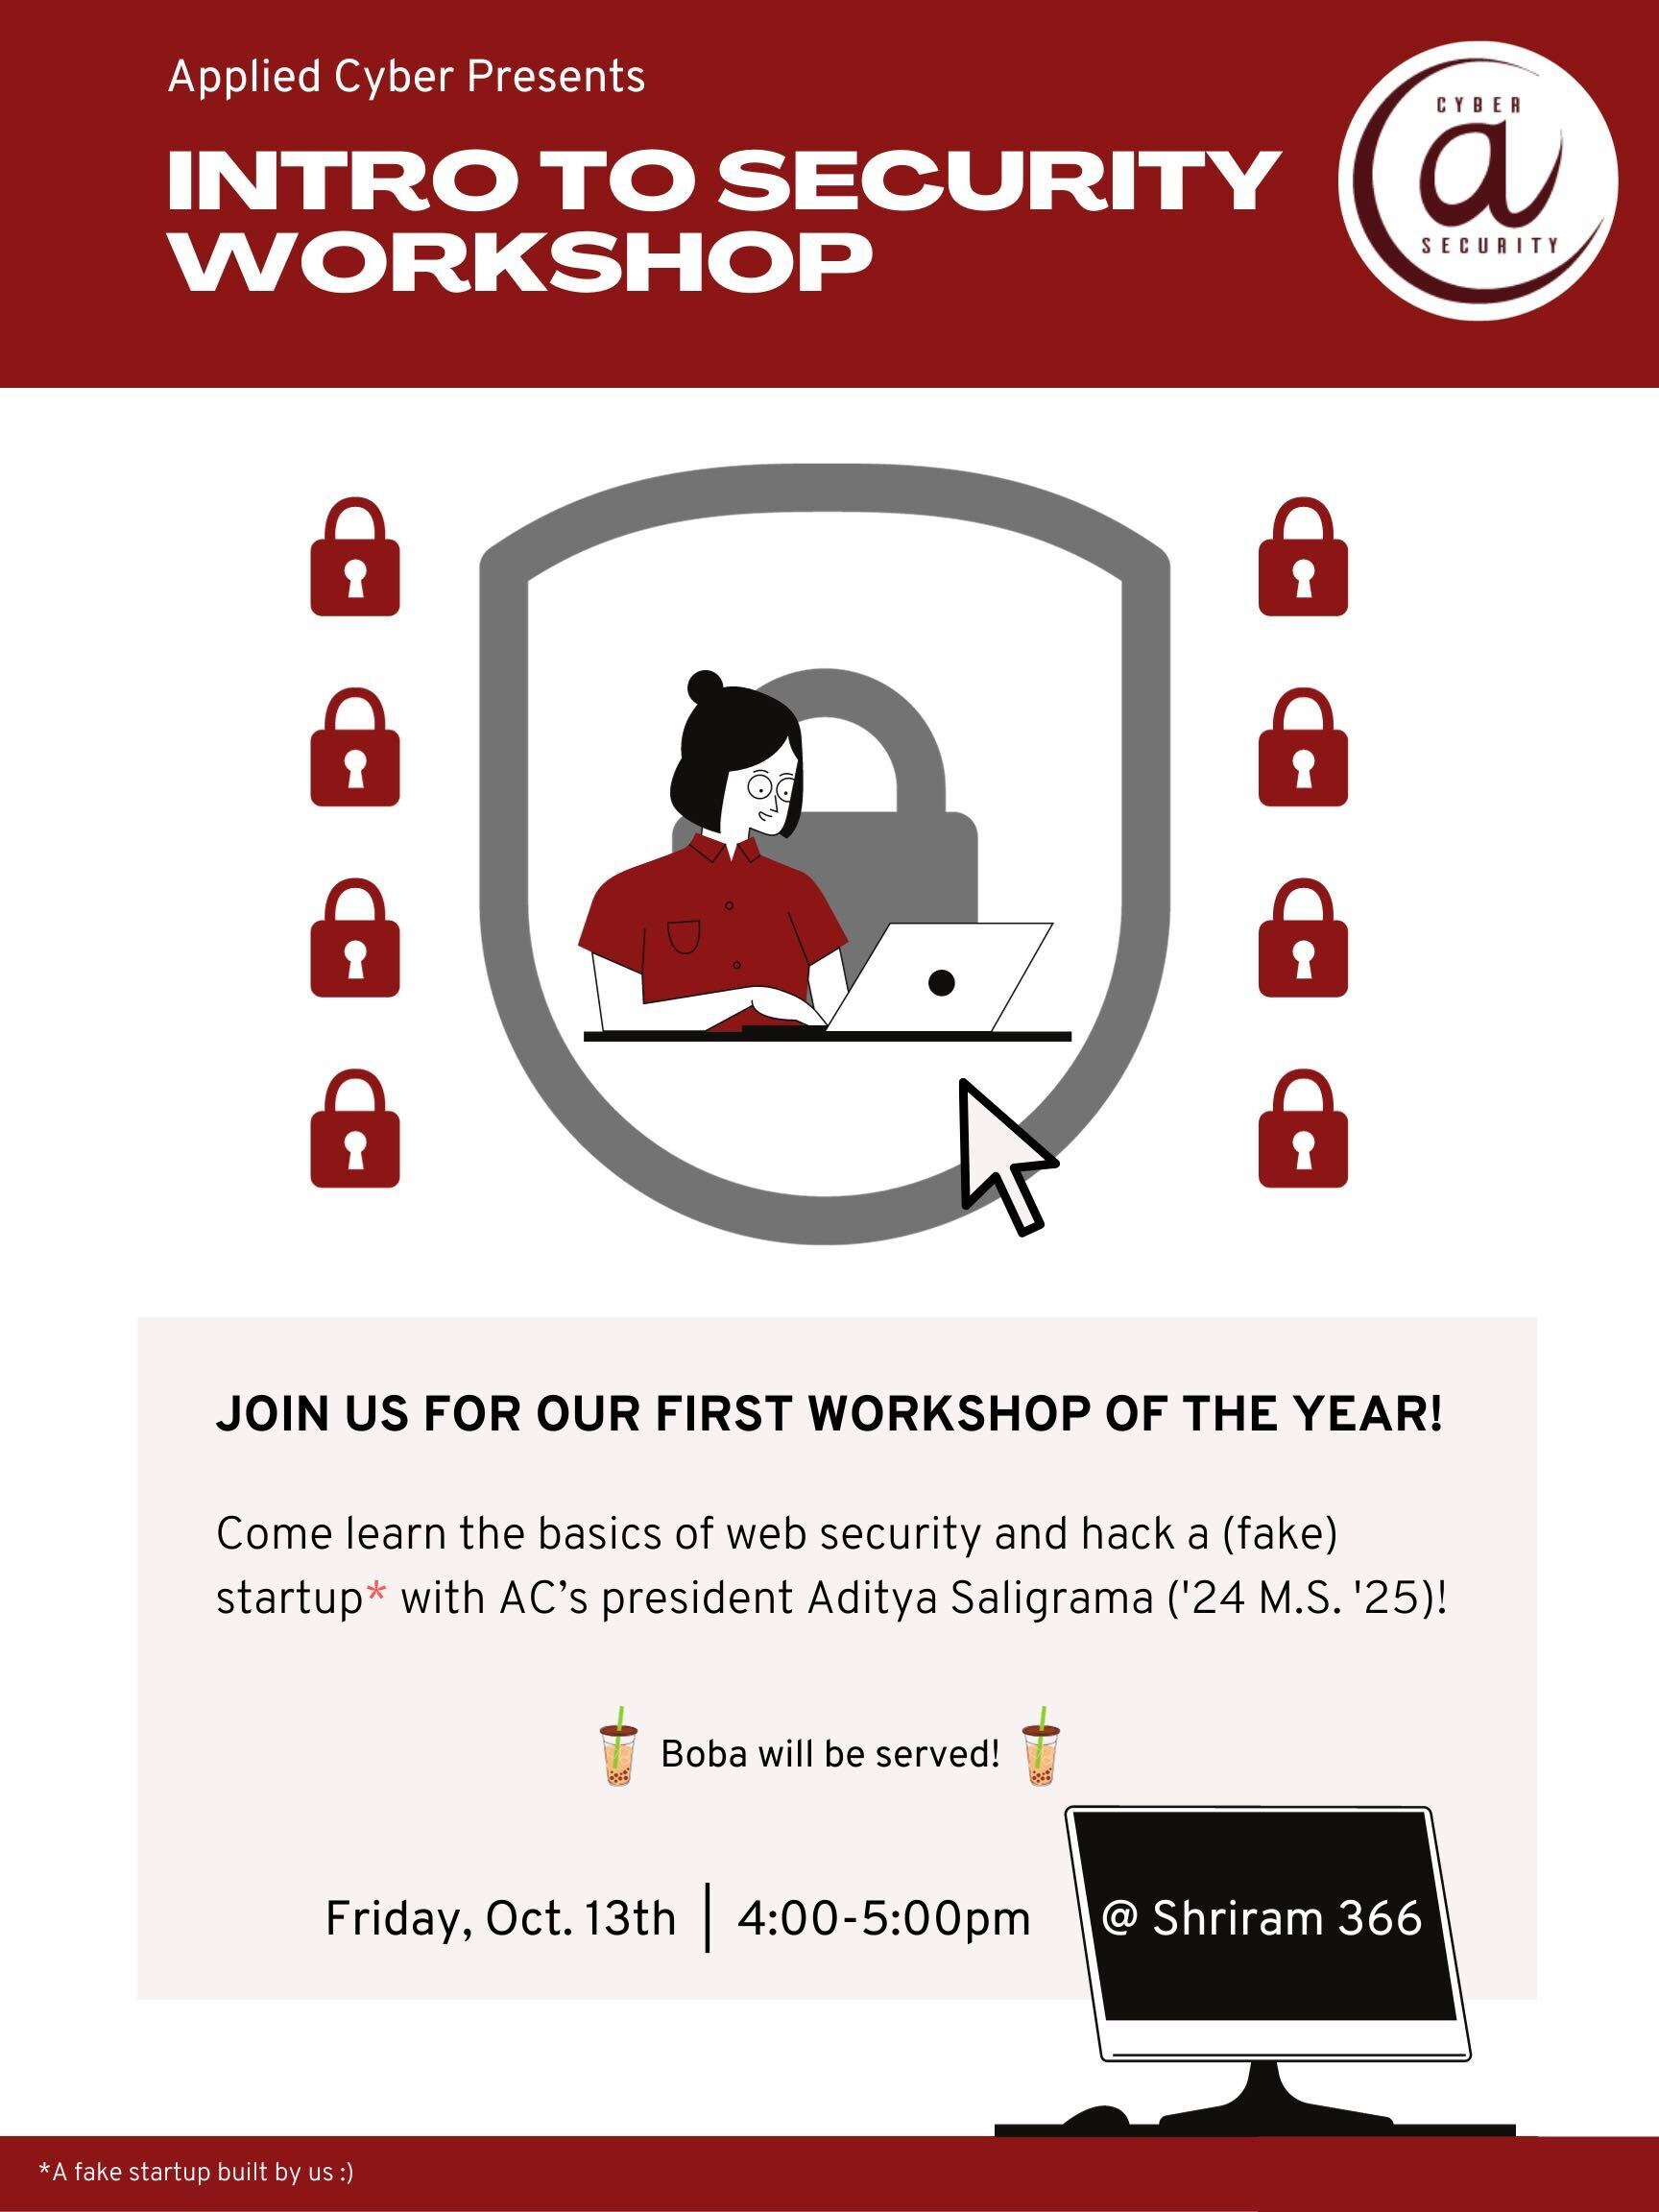 Applied Cyber Presents
INTRO TO SECURITY
WORKSHOP
CYBER
a
SECURITY
JOIN US FOR OUR FIRST WORKSHOP OF THE YEAR!
Come learn the basics of web security and hack a (fake)
startup* with AC’s president Aditya Saligrama ('24 M.S. '25)!
Boba will be served!
Friday, Oct. 13th | 4:00-5:00pm @ Shriram 366
*A fake startup built by us :)